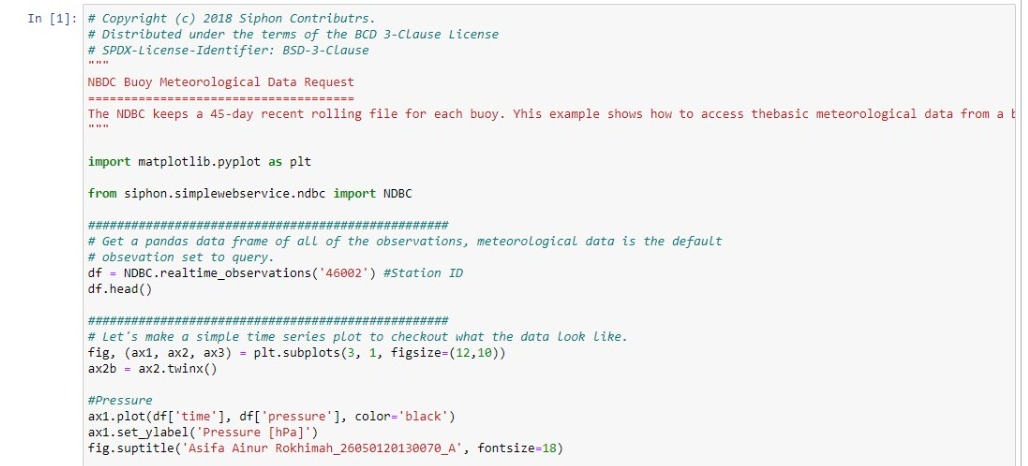 In [1]: # Copyright (c) 2018 Siphon Contributrs.
# Distributed under the terms of the BCD 3-Clause License
# SPDX-License-Identifier: BSD-3-Clause
"""
NBDC Buoy Meteorological Data Request
=====================================
The NDBC keeps a 45-day recent rolling file for each buoy. Yhis example shows how to access thebasic meteorological data from a
"""
import matplotlib.pyplot as plt
from siphon.simplewebservice.ndbc import NDBC
##################################################
# Get a pandas data frame of all of the observations, meteorological data is the default
# obsevation set to query.
df = NDBC.realtime_observations('46002') #Station ID
df.head()
##################################################
# Let's make a simple time series plot to checkout what the data look like.
fig, (ax1, ax2, ax3) = plt.subplots(3, 1, figsize=(12,10))
ax2b = ax2.twinx()
#Pressure
ax1.plot(df['time'], df['pressure'], color='black')
ax1.set_ylabel('Pressure [hPa]')
fig.suptitle('Asifa Ainur Rokhimah_26050120130070_A', fontsize=18)